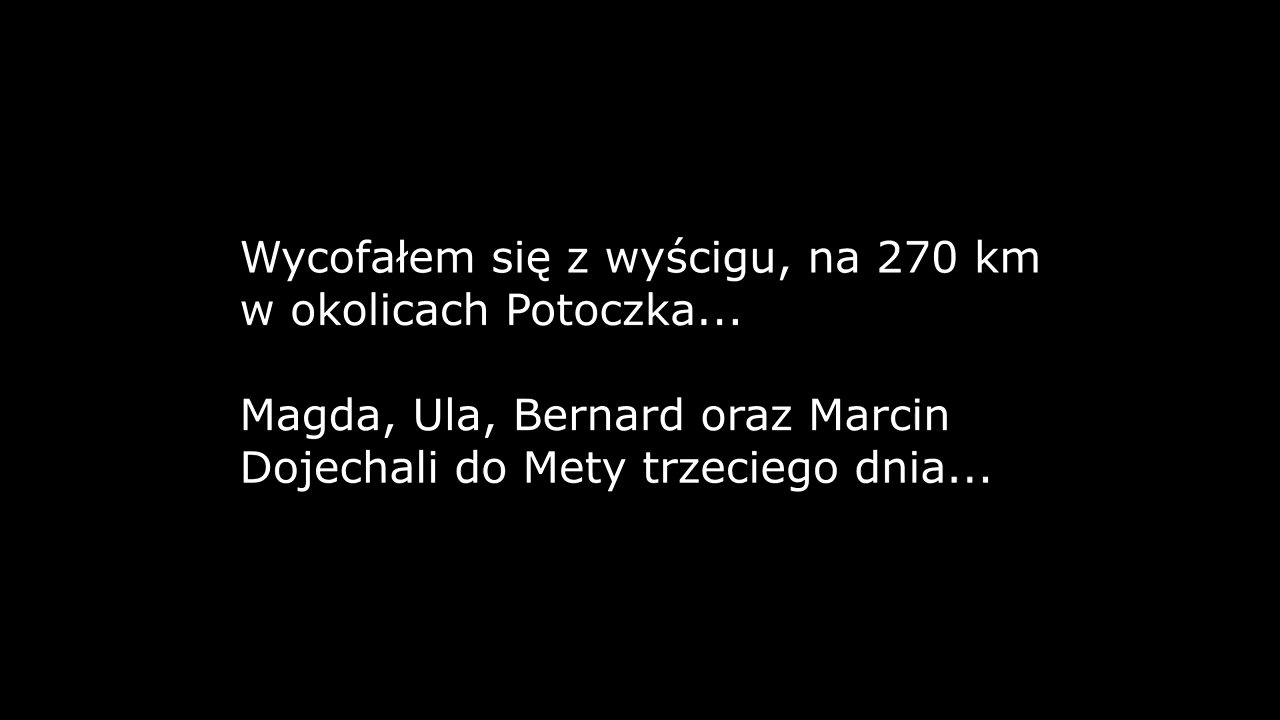 Wycofałem się z wyścigu, na 270 km
w okolicach Potoczka...
Magda, Ula, Bernard oraz Marcin
Dojechali do Mety trzeciego dnia...